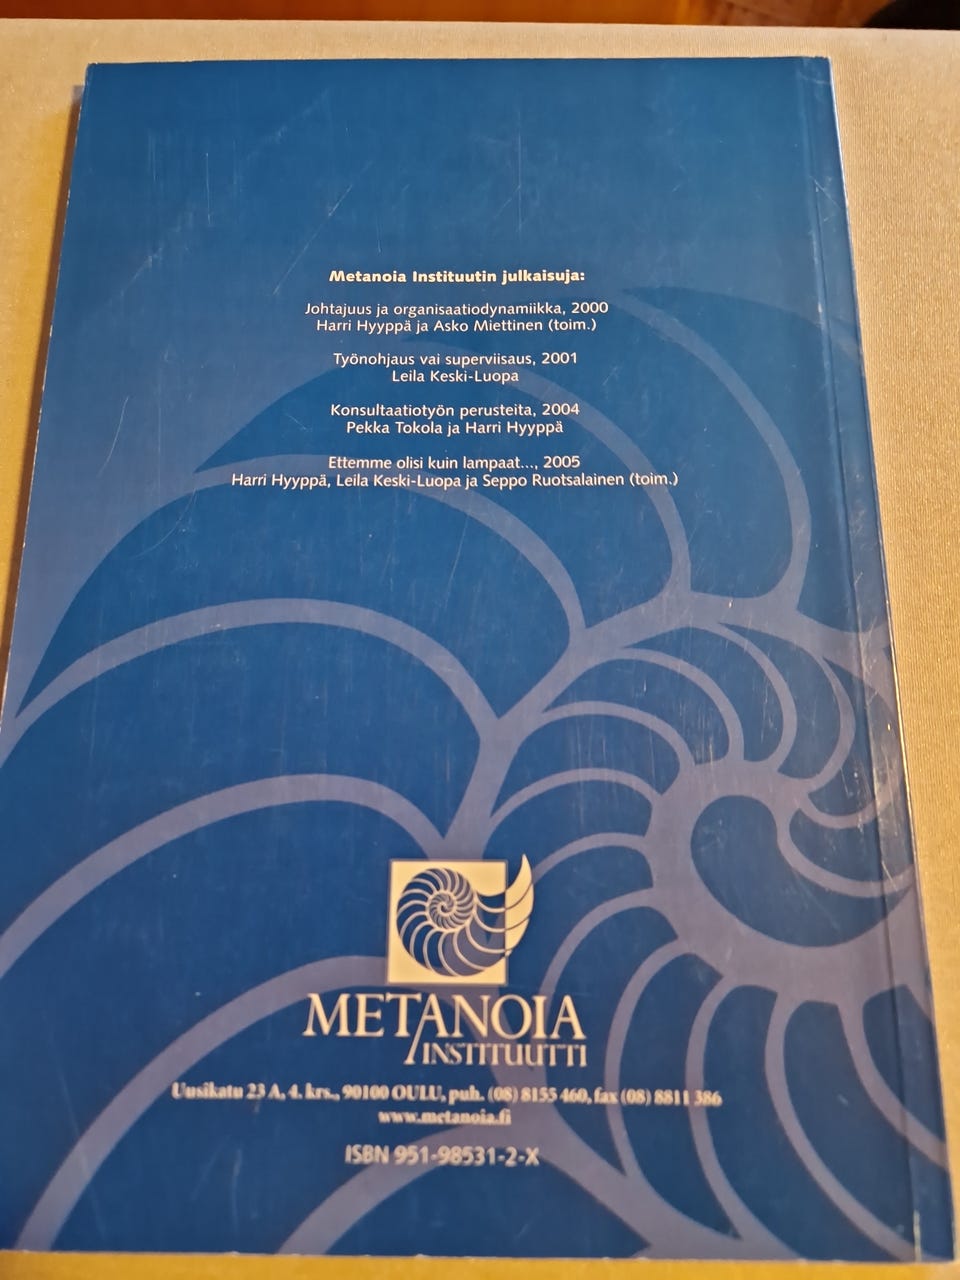 Metanoia Instituutin julkaisuja:
Johtajuus ja organisaatiodynamiikka, 2000
Harri Hyyppä ja Asko Miettinen (toim.)
Työnohjaus vai superviisaus, 2001
Leila Keski-Luopa
Konsultaatiotyön perusteita, 2004
Pekka Tokola ja Harri Hyyppä
Ettemme olisi kuin lampaat..., 2005
Harri Hyyppä, Leila Keski-Luopa ja Seppo Ruotsalainen (toim.)
METANOIA
INSTITUUTTI
Uusikatu 23 A, 4. krs., 90100 OULU, puh. (08) 8155 460, fax (08) 8811 386
www.metanoia.fi
ISBN 951-98531-2-X